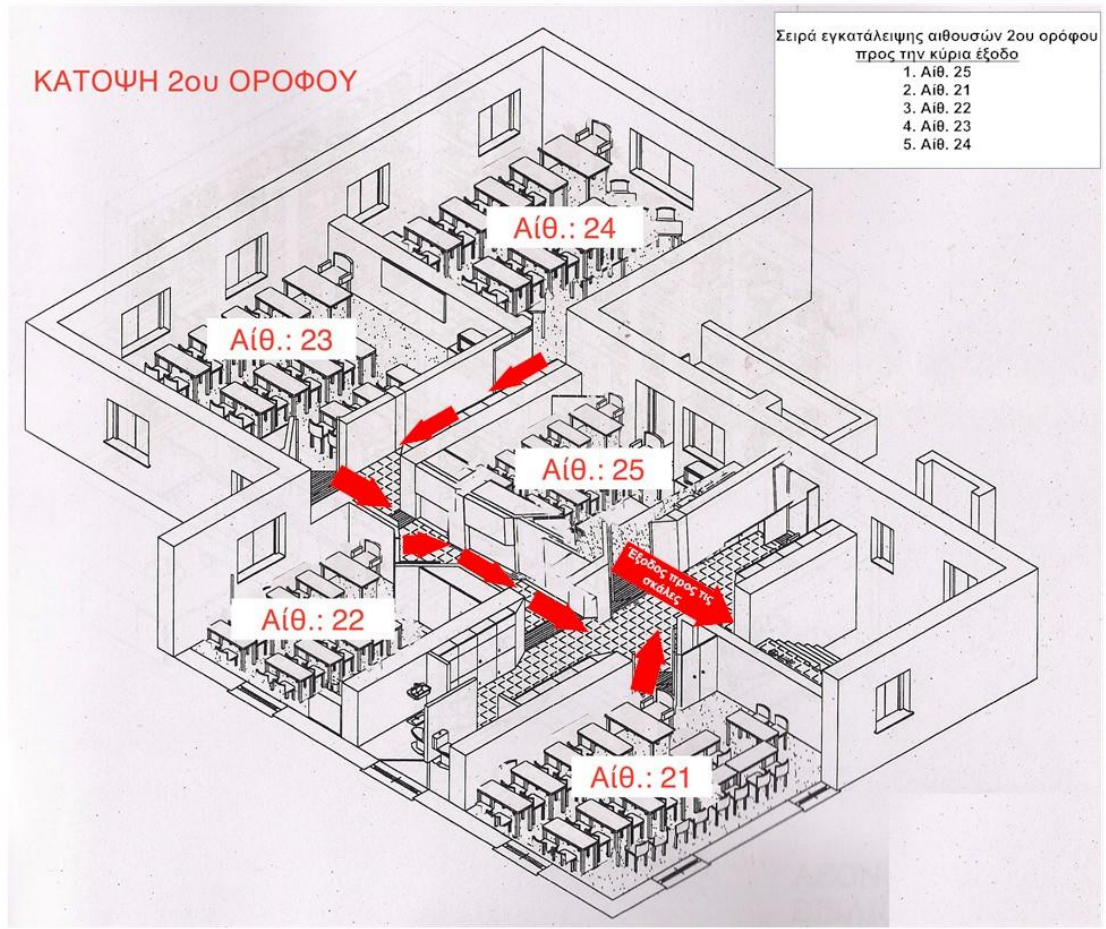 ΚΑΤΟΨΗ 2ου ΟΡΟΦΟΥ
Σειρά εγκατάλειψης αιθουσών 2ου ορόφου
προς την κύρια έξοδο
1. Αίθ. 25
2. Αίθ. 21
3. Αίθ. 22
4. Αίθ. 23
5. Αίθ. 24
Αίθ.: 24
Αίθ.: 23
Αίθ.: 25
Έξοδος προς τις
σκάλες
Αίθ.: 22
Αίθ.: 21